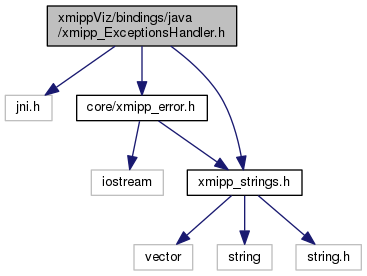 xmippViz/bindings/java
/xmipp_ExceptionsHandler.h
jni.h
core/xmipp_error.h
iostream
xmipp_strings.h
vector
string
string.h